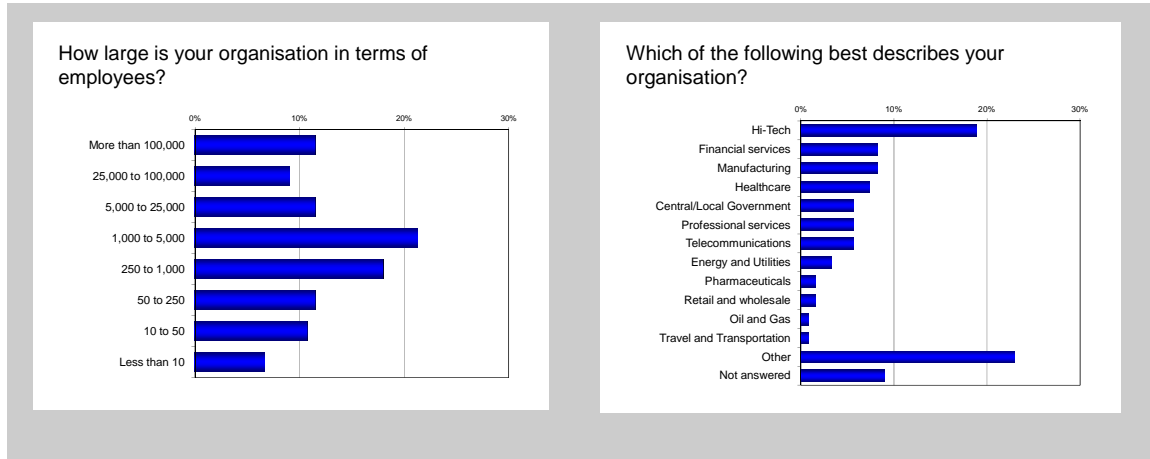 How large is your organisation in terms of
employees?
0% 10% 20% 30%
More than 100,000
25,000 to 100,000
5,000 to 25,000
1,000 to 5,000
250 to 1,000
50 to 250
10 to 50
Less than 10
Which of the following best describes your
organisation?
0% 10% 20% 30%
Hi-Tech
Financial services
Manufacturing
Healthcare
Central/Local Government
Professional services
Telecommunications
Energy and Utilities
Pharmaceuticals
Retail and wholesale
Oil and Gas
Travel and Transportation
Other
Not answered